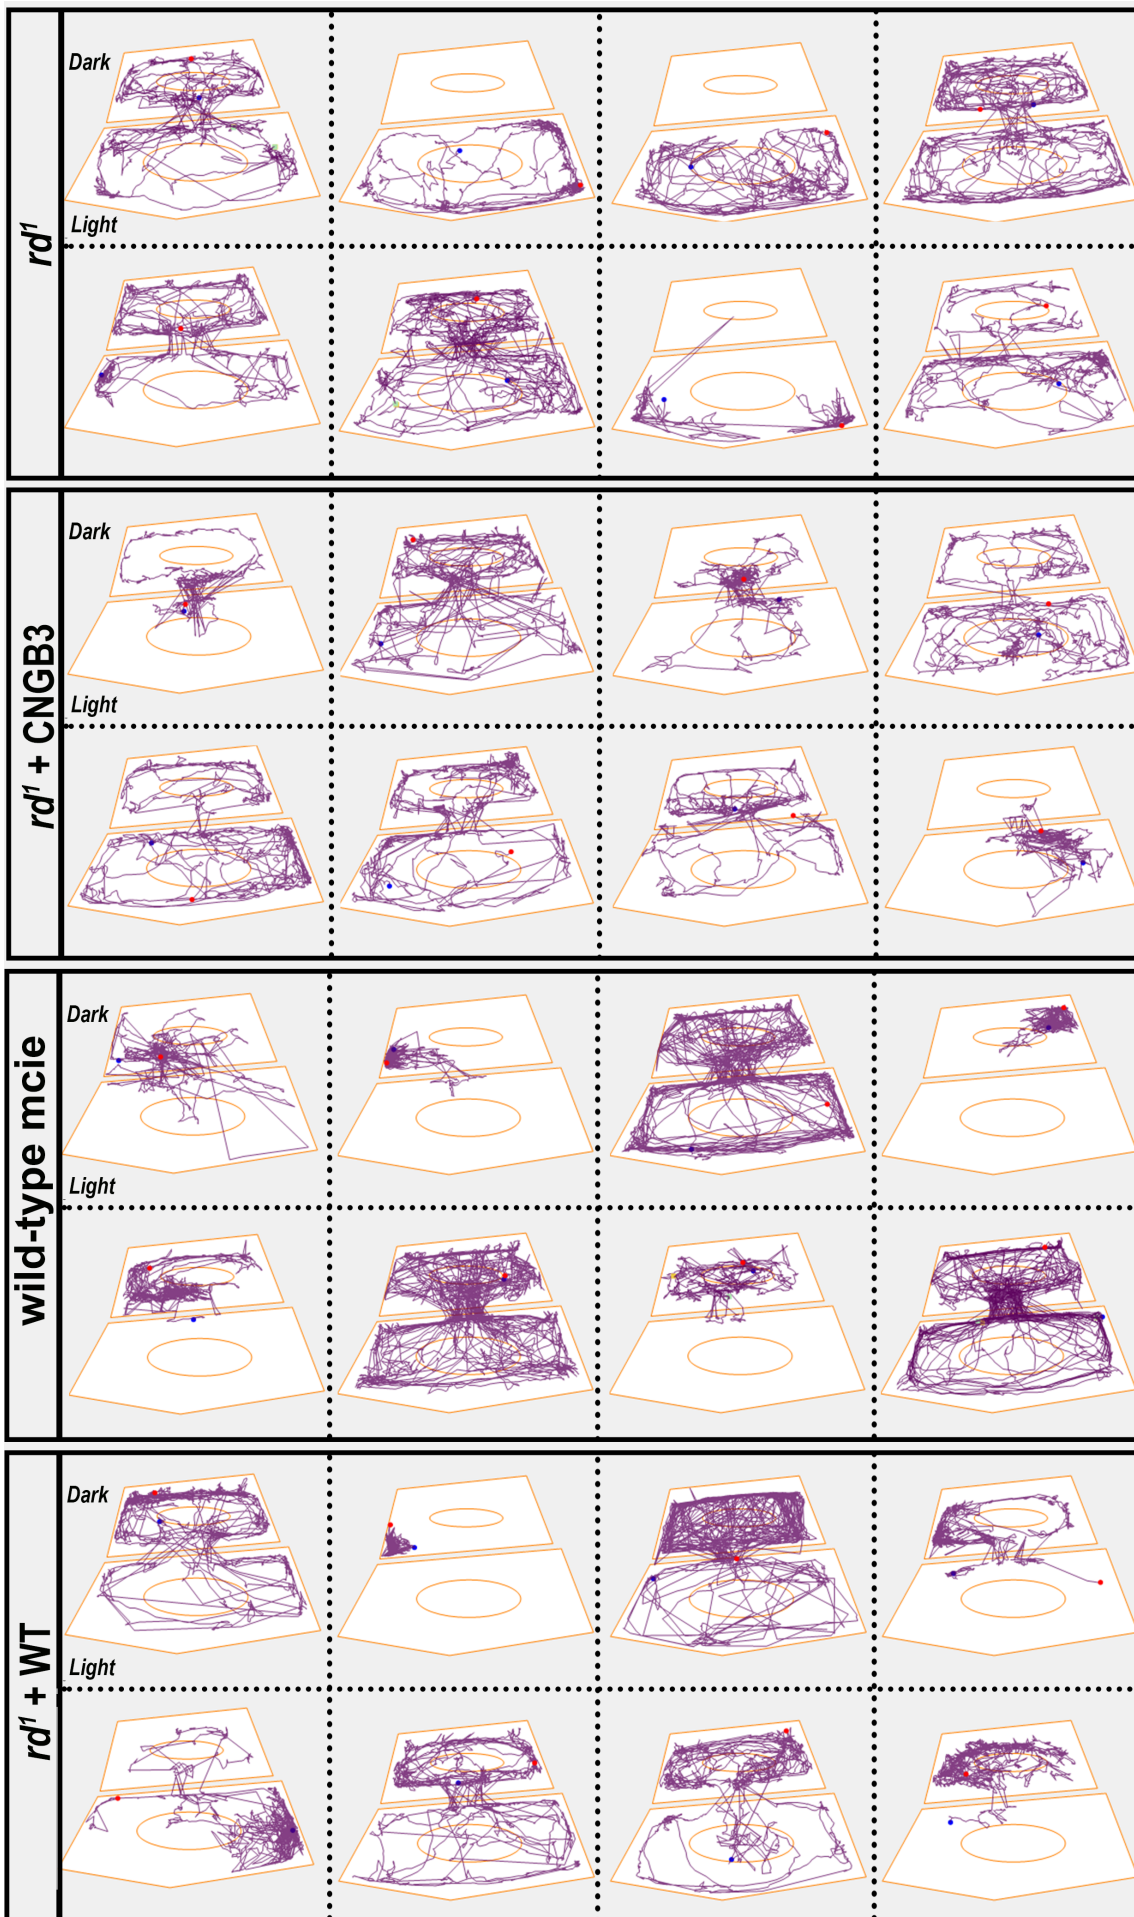 rd1
Dark
Light
rd1 + CNGB3
Dark
Light
wild-type mcie
Dark
Light
rd1 + WT
Dark
Light